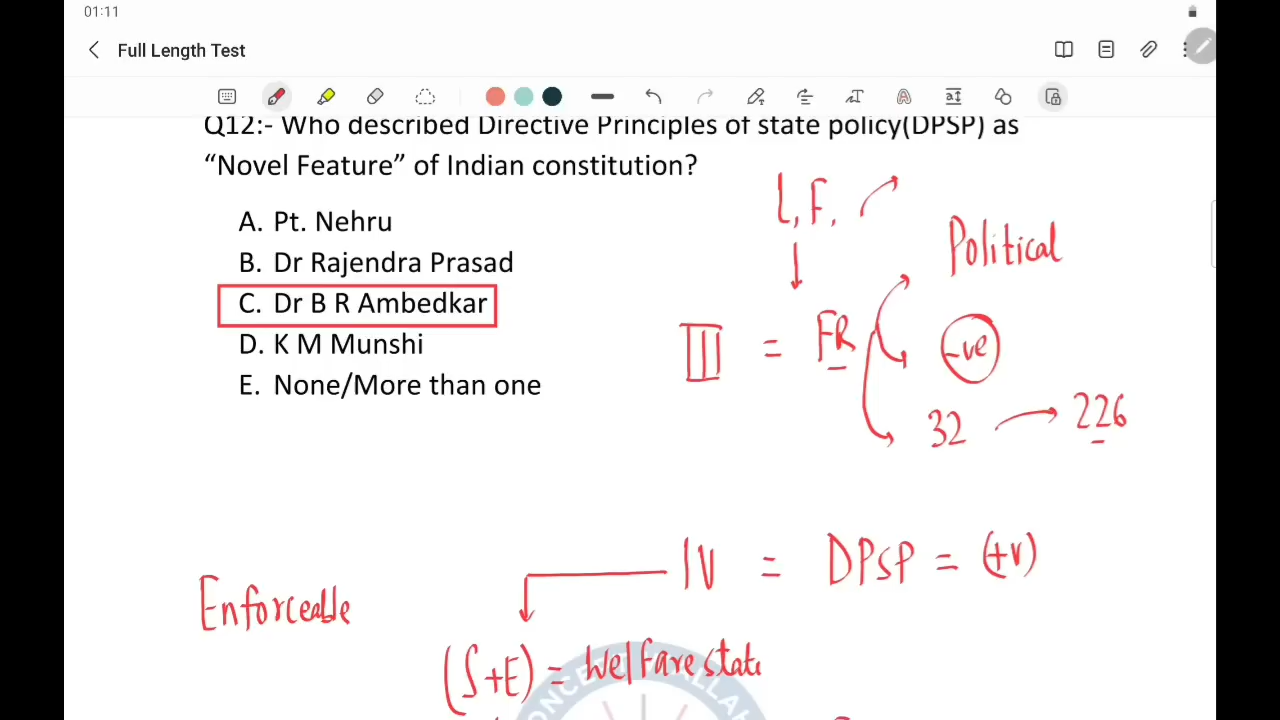 01:11
Full Length Test
Q12:- Who described Directive Principles of state policy(DPSP) as
“Novel Feature” of Indian constitution?
A. Pt. Nehru
B. Dr Rajendra Prasad
C. Dr B R Ambedkar
D. K M Munshi
E. None/More than one
L, F,
Political
III = FR
-ve
32
226
IV = DPSP = (+v)
Enforceable
(S+E) = Welfare state